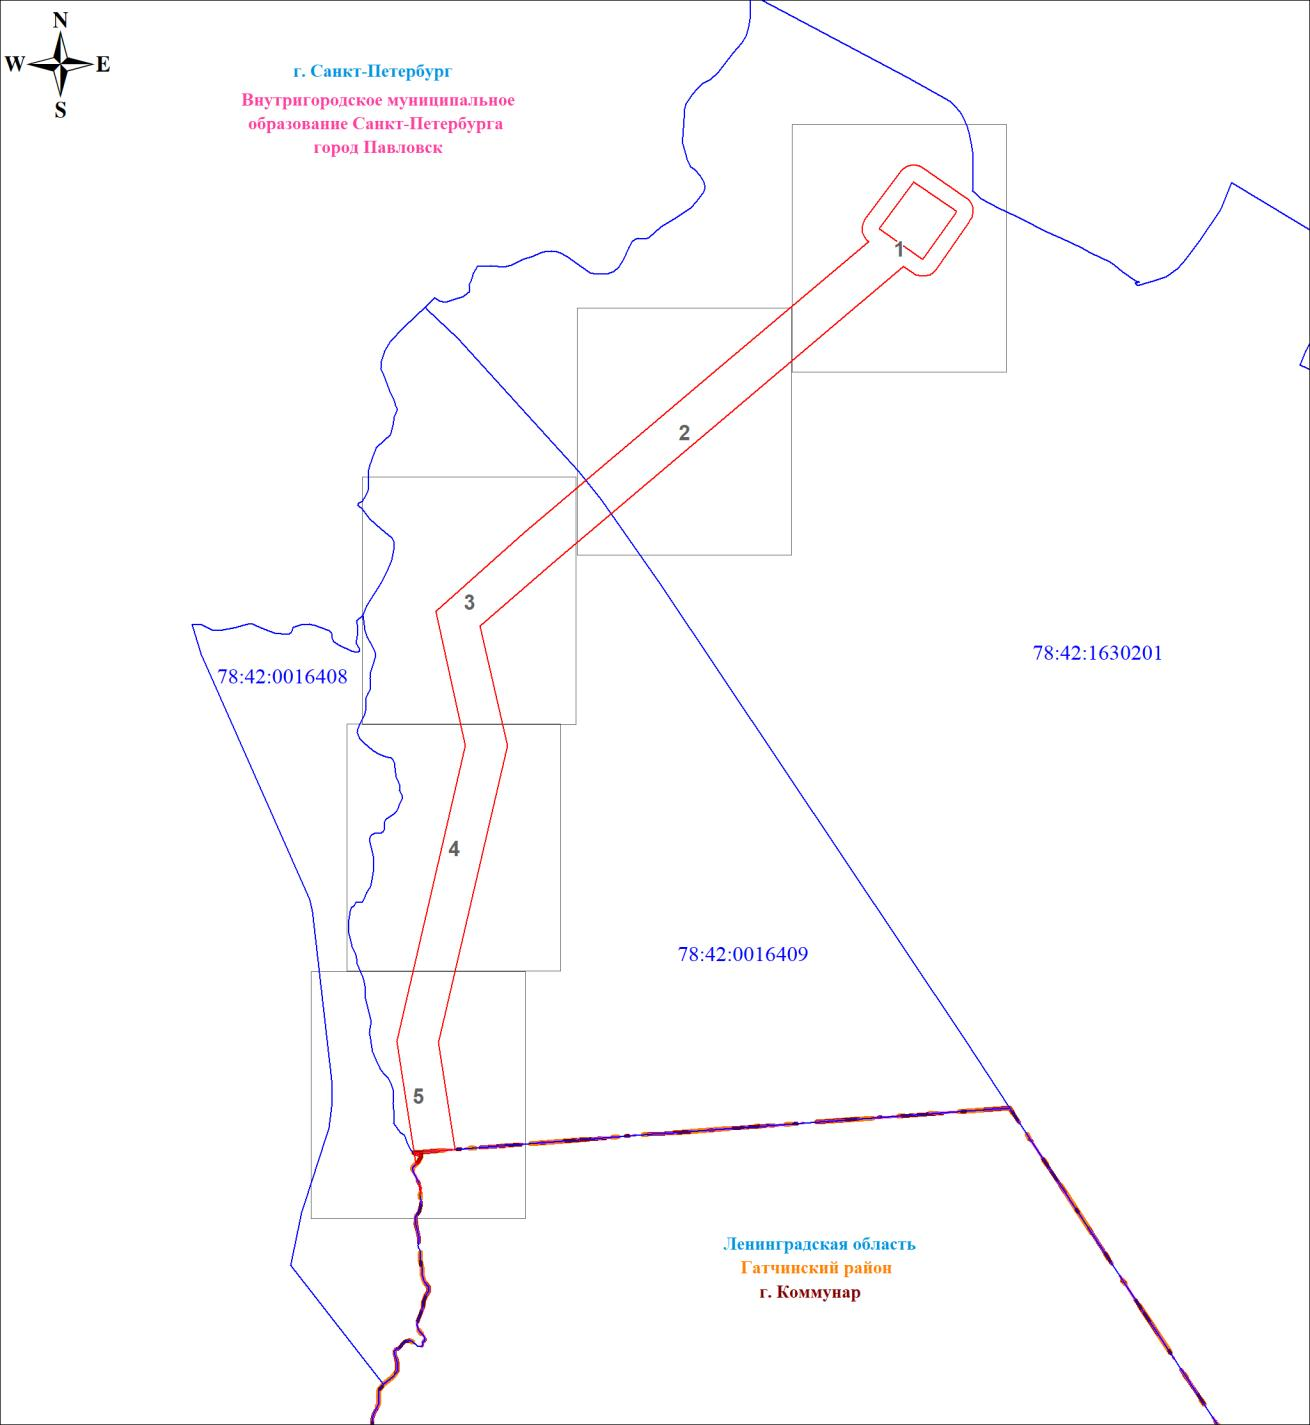 N
W E
S
г. Санкт-Петербург
Внутригородское муниципальное
образование Санкт-Петербурга
город Павловск
1
2
3
78:42:1630201
78:42:0016408
4
78:42:0016409
5
Ленинградская область
Гатчинский район
г. Коммунар